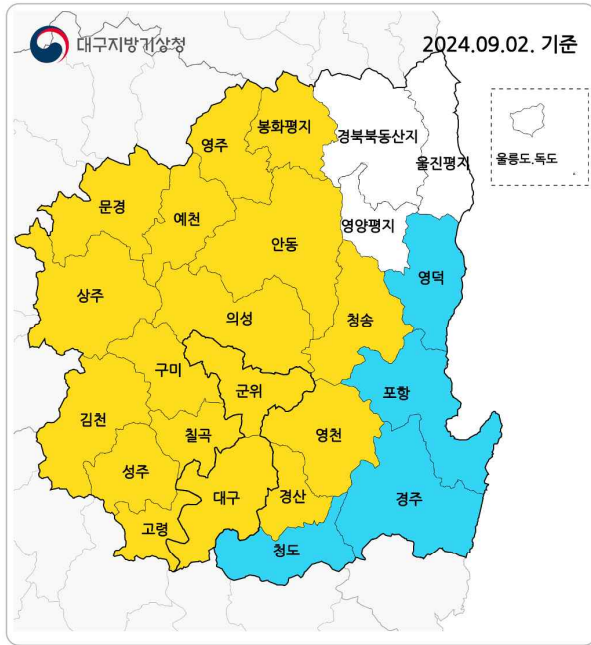 대구지방기상청
2024.09.02. 기준
봉화평지
영주
경북북동산지
울진평지
울릉도.독도
문경
예천
영양평지
안동
영덕
상주
의성
청송
구미
군위
포항
김천
칠곡
영천
성주
대구
경산
경주
고령
청도